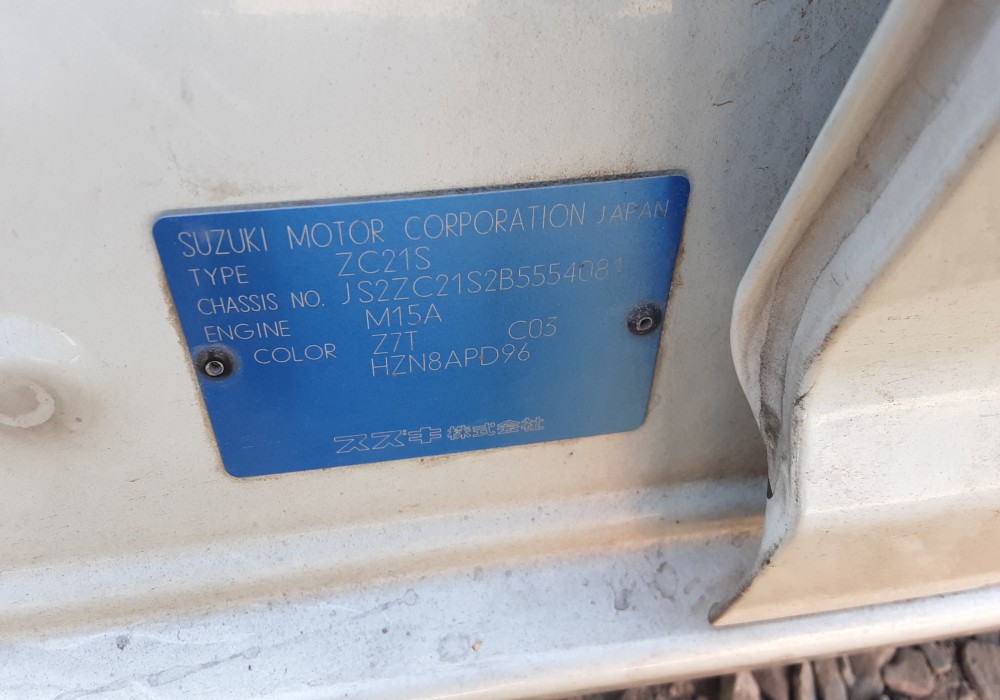 SUZUKI MOTOR CORPORATION JAPAN
TYPE ZC21S
CHASSIS NO. JS2ZC21S2B5554081
ENGINE M15A
COLOR Z7T C03
HZN8APD96
スズキ株式会社